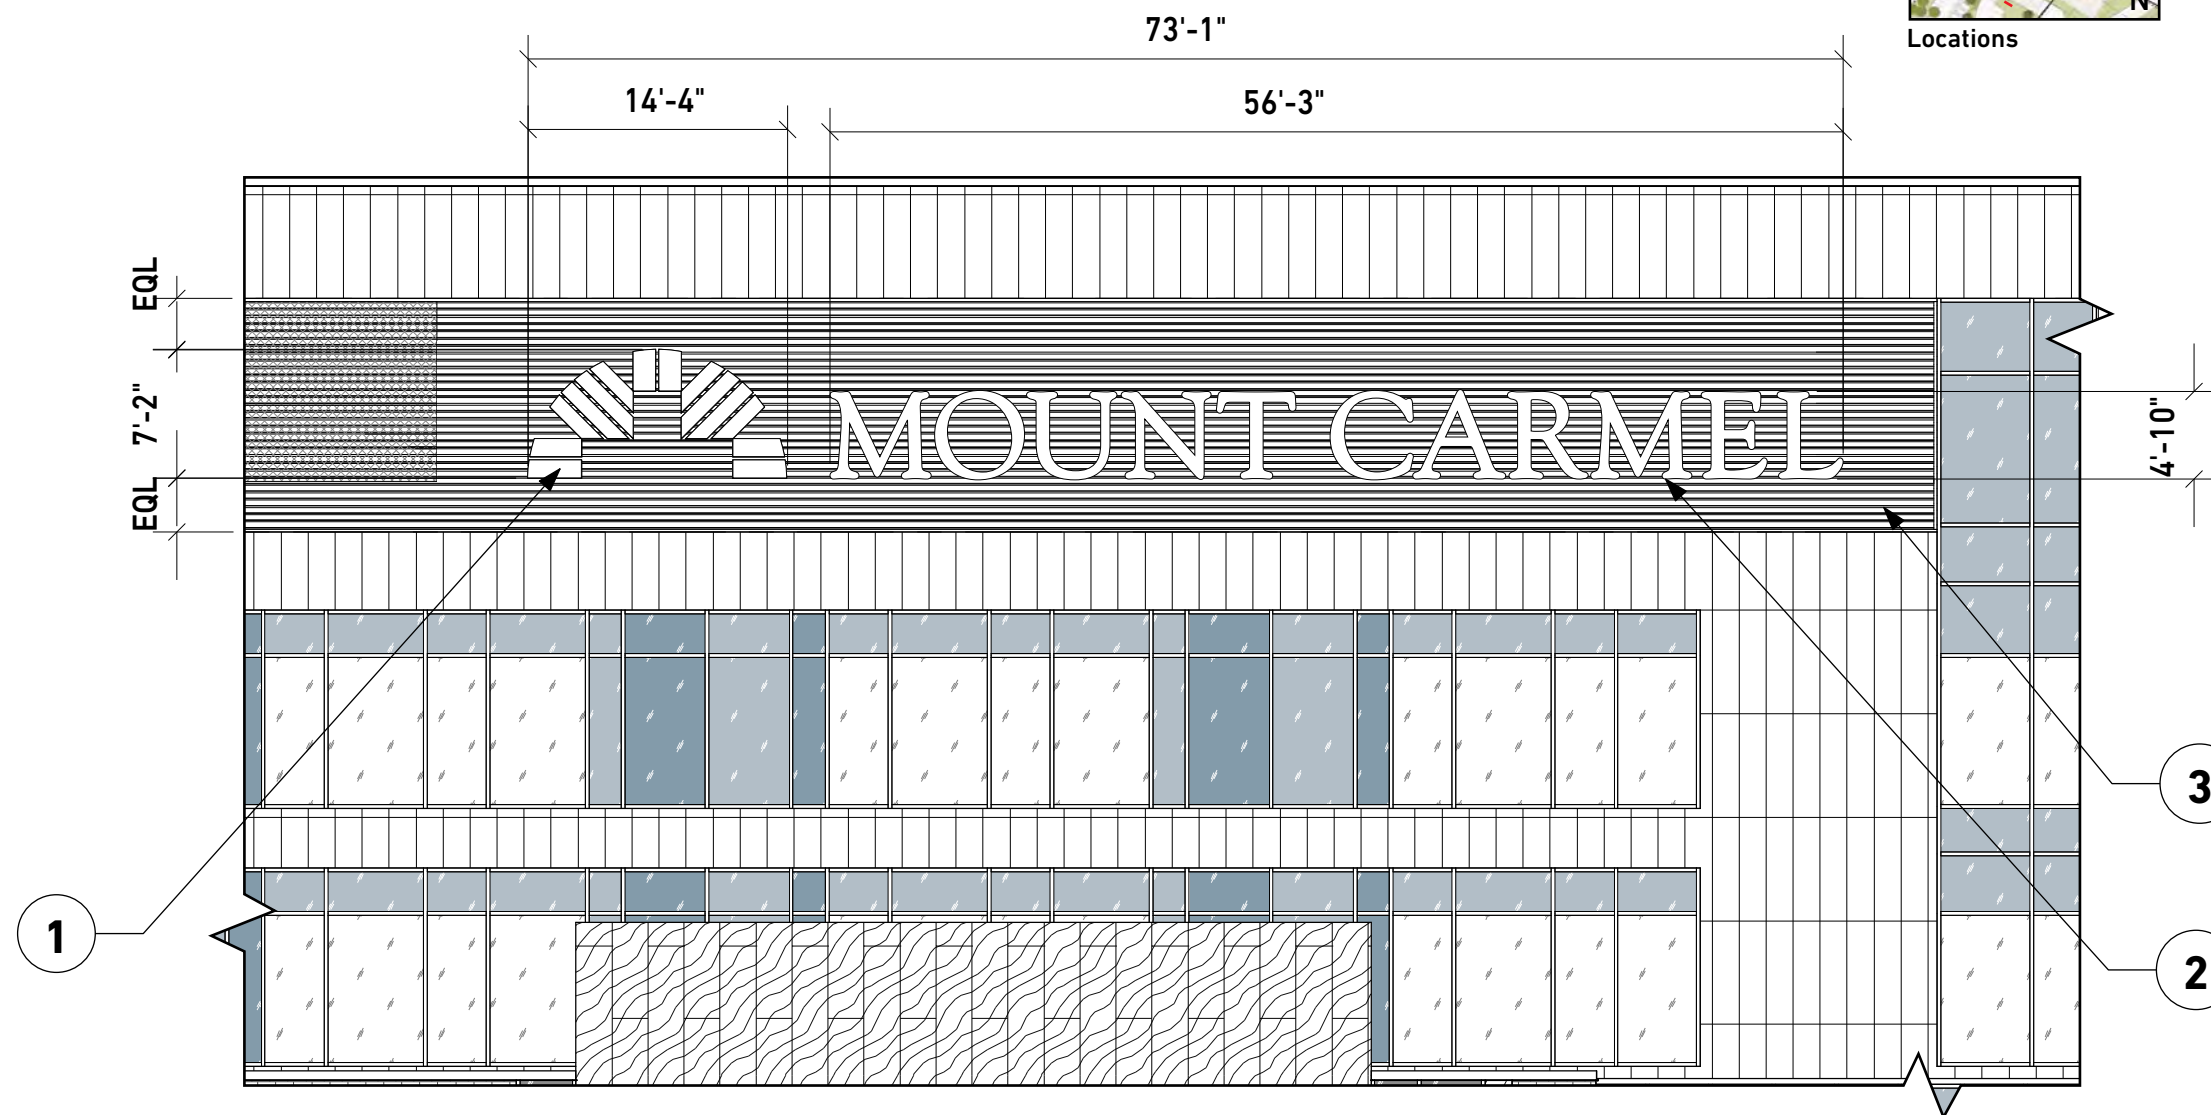 N
Locations
73'-1"
14'-4"
56'-3"
EQL
7'-2"
EQL
MOUNT CARMEL
4'-10"
3
1
2